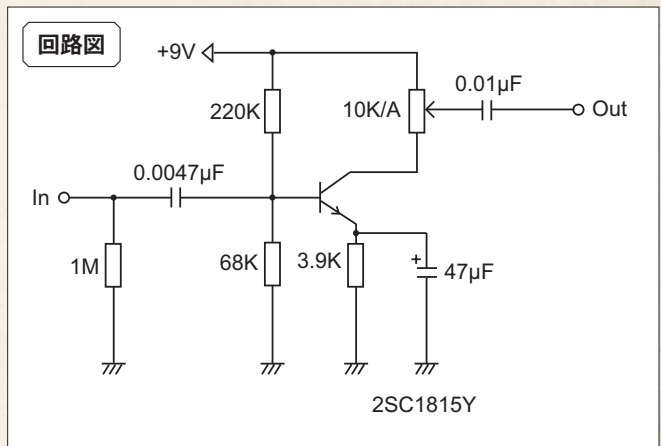 回路図
+9V
0.01μF
220K
10K/A
Out
0.0047μF
In
1M
68K
3.9K
+
47μF
2SC1815Y